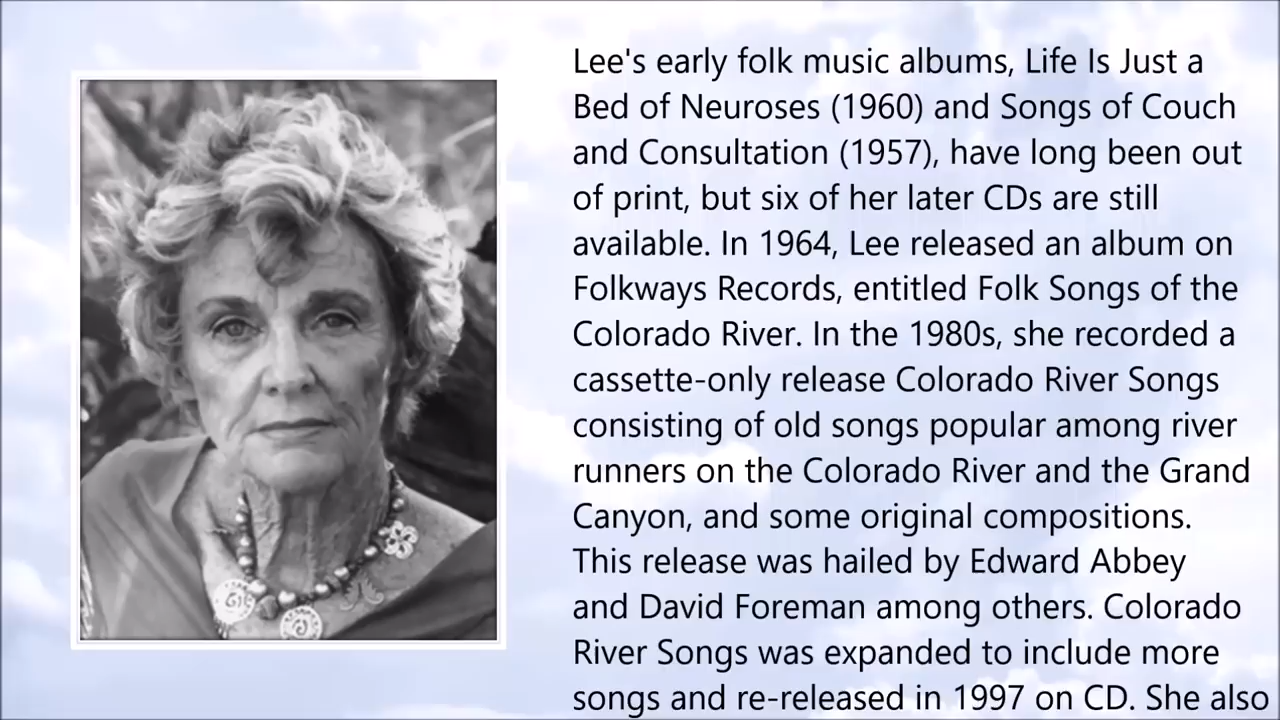 Lee's early folk music albums, Life Is Just a
Bed of Neuroses (1960) and Songs of Couch
and Consultation (1957), have long been out
of print, but six of her later CDs are still
available. In 1964, Lee released an album on
Folkways Records, entitled Folk Songs of the
Colorado River. In the 1980s, she recorded a
cassette-only release Colorado River Songs
consisting of old songs popular among river
runners on the Colorado River and the Grand
Canyon, and some original compositions.
This release was hailed by Edward Abbey
and David Foreman among others. Colorado
River Songs was expanded to include more
songs and re-released in 1997 on CD. She also